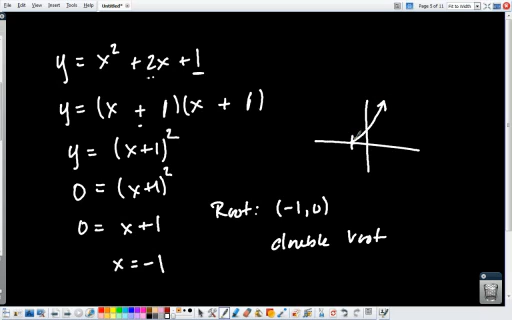 File Edit View Insert Format Tools Help Untitled* Page 5 of 11 Fit to Width
y = x² + 2x + 1
y = (x + 1)(x + 1)
y = (x+1)²
0 = (x+1)²
0 = x+1
x = -1
Root: (-1,0)
double root